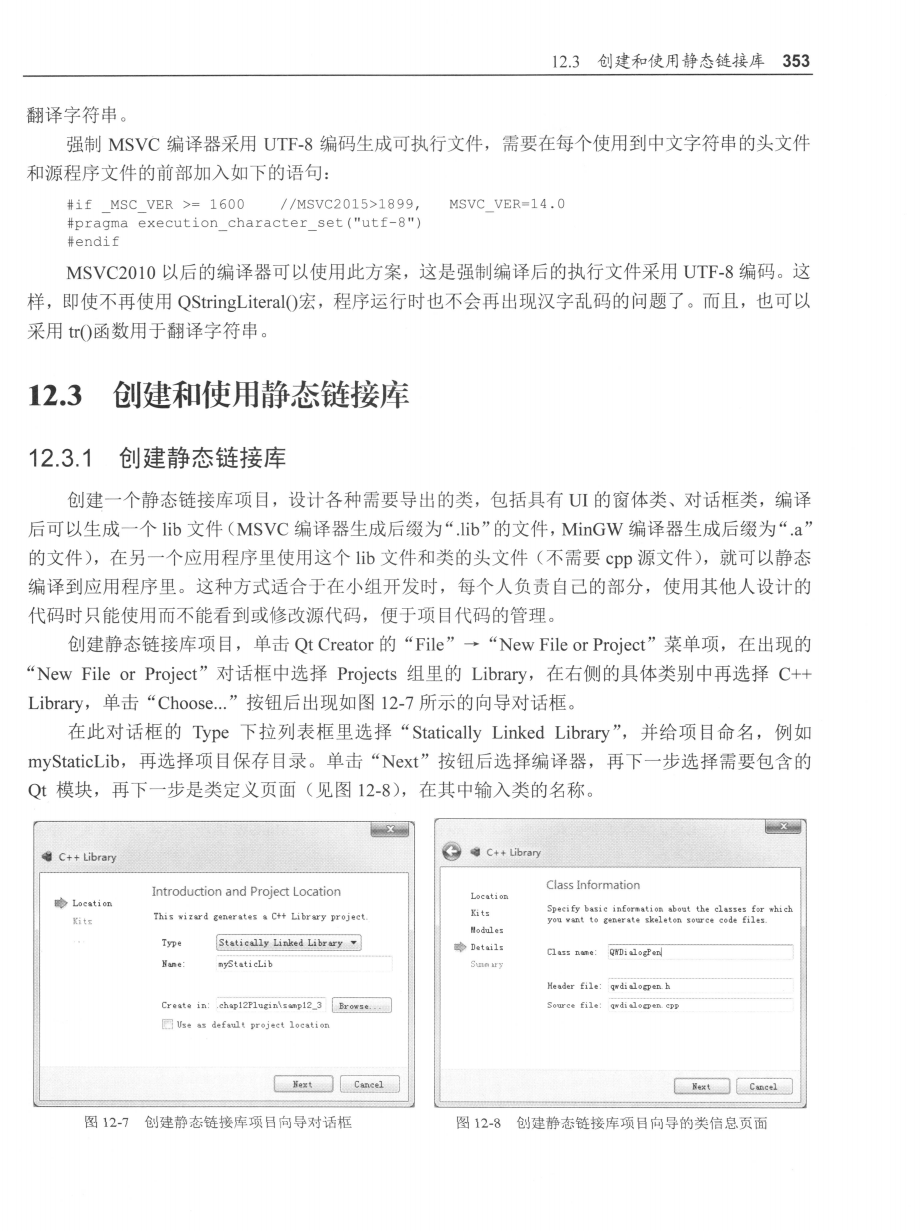 12.3 创建和使用静态链接库 353
翻译字符串。
强制 MSVC 编译器采用 UTF-8 编码生成可执行文件，需要在每个使用到中文字符串的头文件
和源程序文件的前部加入如下的语句：
#if _MSC_VER >= 1600 //MSVC2015>1899, MSVC_VER=14.0
#pragma execution_character_set("utf-8")
#endif
MSVC2010 以后的编译器可以使用此方案，这是强制编译后的执行文件采用 UTF-8 编码。这
样，即使不再使用 QStringLiteral()宏，程序运行时也不会再出现汉字乱码的问题了。而且，也可以
采用 tr()函数用于翻译字符串。
12.3 创建和使用静态链接库
12.3.1 创建静态链接库
创建一个静态链接库项目，设计各种需要导出的类，包括具有 UI 的窗体类、对话框类，编译
后可以生成一个 lib 文件（MSVC 编译器生成后缀为“.lib”的文件，MinGW 编译器生成后缀为“.a”
的文件），在另一个应用程序里使用这个 lib 文件和类的头文件（不需要 cpp 源文件），就可以静态
编译到应用程序里。这种方式适合于在小组开发时，每个人负责自己的部分，使用其他人设计的
代码时只能使用而不能看到或修改源代码，便于项目代码的管理。
创建静态链接库项目，单击 Qt Creator 的“File”→“New File or Project”菜单项，在出现的
“New File or Project”对话框中选择 Projects 组里的 Library，在右侧的具体类别中再选择 C++
Library，单击“Choose...”按钮后出现如图 12-7 所示的向导对话框。
在此对话框的 Type 下拉列表框里选择“Statically Linked Library”，并给项目命名，例如
myStaticLib，再选择项目保存目录。单击“Next”按钮后选择编译器，再下一步选择需要包含的
Qt 模块，再下一步是类定义页面（见图 12-8），在其中输入类的名称。
C++ Library
Location
Kits
Introduction and Project Location
This wizard generates a C++ Library project.
Type Statically Linked Library
Name: myStaticLib
Create in: .chap12Plugin\samp12_3 Browse...
Use as default project location
Next Cancel
图 12-7 创建静态链接库项目向导对话框
C++ Library
Location
Kits
Modules
Details
Summary
Class Information
Specify basic information about the classes for which
you want to generate skeleton source code files.
Class name: QWDialogPen
Header file: qwdialogpen.h
Source file: qwdialogpen.cpp
Next Cancel
图 12-8 创建静态链接库项目向导的类信息页面